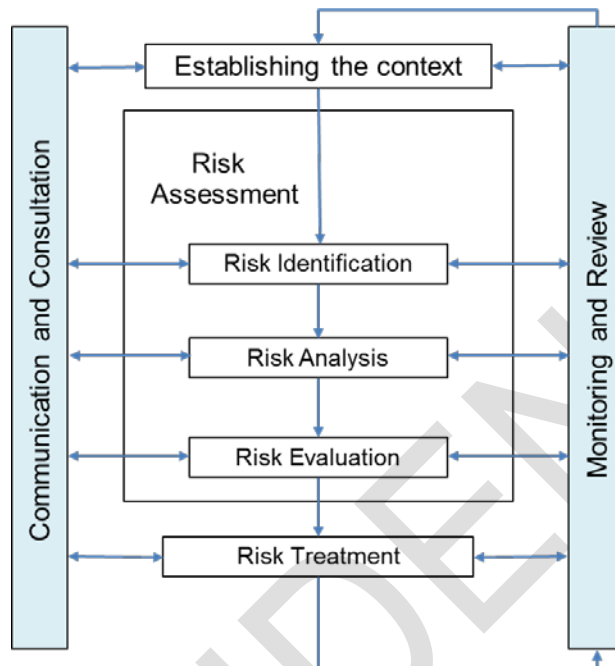 Establishing the context
Communication and Consultation
Monitoring and Review
Risk
Assessment
Risk Identification
Risk Analysis
Risk Evaluation
Risk Treatment